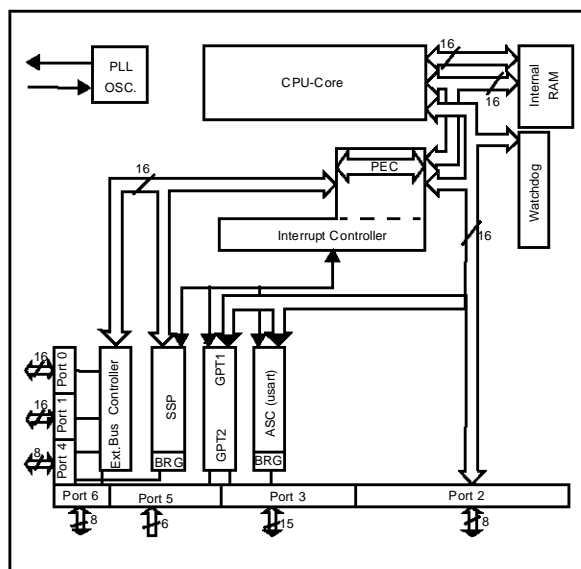 PLL
OSC.
CPU-Core
16
16
Internal
RAM
Watchdog
PEC
16
Interrupt Controller
16
Port 0
16
Port 1
16
Port 4
8
Ext.Bus Controller
SSP
BRG
GPT1
GPT2
ASC (usart)
BRG
Port 6
Port 5
Port 3
Port 2
8
6
15
8